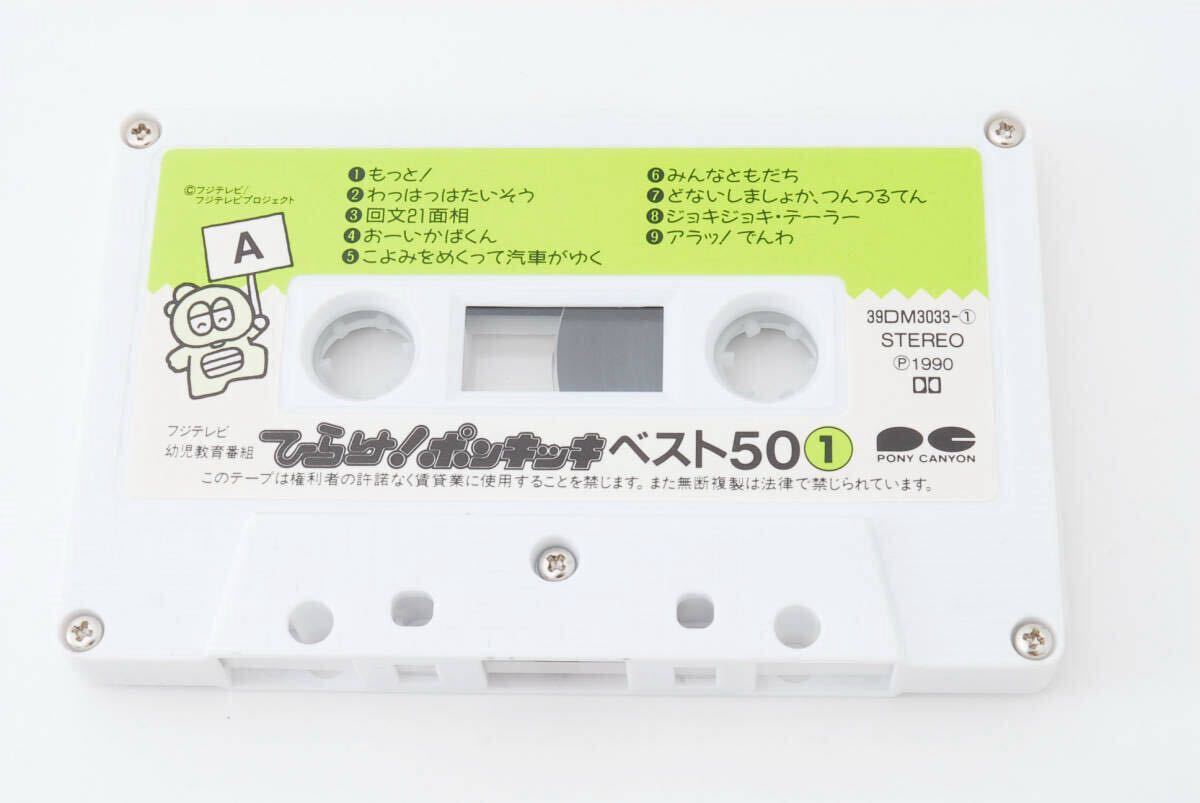 ©フジテレビ/
フジテレビプロジェクト
A
❶もっと!
❷わっはっはたいそう
❸回文21面相
❹おーいかばくん
❺こよみをめくって汽車がゆく
❻みんなともだち
❼どないしましょか、つんつるてん
❽ジョキジョキ・テーラー
❾アラッ!でんわ
39DM3033-①
STEREO
Ⓟ1990
フジテレビ
幼児教育番組
ひらけ!ポンキッキ ベスト50 ①
PONY CANYON
このテープは権利者の許諾なく賃貸業に使用することを禁じます。また無断複製は法律で禁じられています。